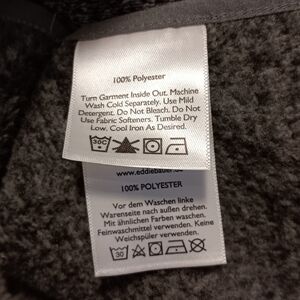 100% Polyester
Turn Garment Inside Out. Machine
Wash Cold Separately. Use Mild
Detergent. Do Not Bleach. Do Not
Use Fabric Softeners. Tumble Dry
Low. Cool Iron As Desired.
30C
www.eddiebauer.de
100% POLYESTER
Vor dem Waschen linke
Warenseite nach außen drehen.
Mit ähnlichen Farben waschen.
Feinwaschmittel verwenden. Keine
Weichspüler verwenden.
30